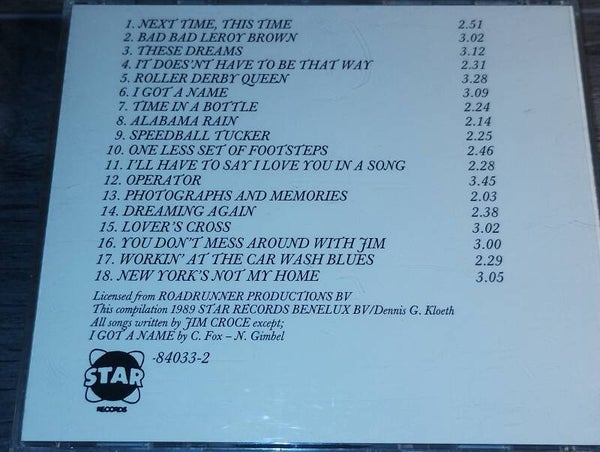 1. NEXT TIME, THIS TIME 2.51
2. BAD BAD LEROY BROWN 3.02
3. THESE DREAMS 3.12
4. IT DOES'NT HAVE TO BE THAT WAY 2.31
5. ROLLER DERBY QUEEN 3.28
6. I GOT A NAME 3.09
7. TIME IN A BOTTLE 2.24
8. ALABAMA RAIN 2.14
9. SPEEDBALL TUCKER 2.25
10. ONE LESS SET OF FOOTSTEPS 2.46
11. I'LL HAVE TO SAY I LOVE YOU IN A SONG 2.28
12. OPERATOR 3.45
13. PHOTOGRAPHS AND MEMORIES 2.03
14. DREAMING AGAIN 2.38
15. LOVER'S CROSS 3.02
16. YOU DON'T MESS AROUND WITH JIM 3.00
17. WORKIN' AT THE CAR WASH BLUES 2.29
18. NEW YORK'S NOT MY HOME 3.05
Licensed from ROADRUNNER PRODUCTIONS BV
This compilation 1989 STAR RECORDS BENELUX BV/Dennis G. Kloeth
All songs written by JIM CROCE except;
I GOT A NAME by C. Fox – N. Gimbel
-84033-2
STAR
RECORDS